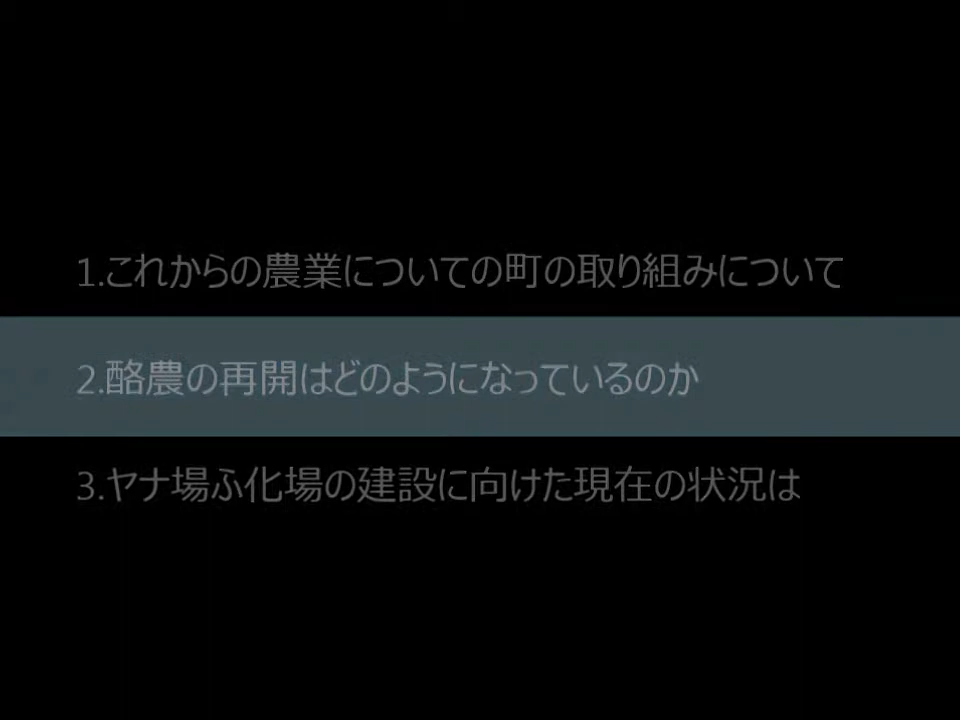 1.これからの農業についての町の取り組みについて
2.酪農の再開はどのようになっているのか
3.ヤナ場ふ化場の建設に向けた現在の状況は